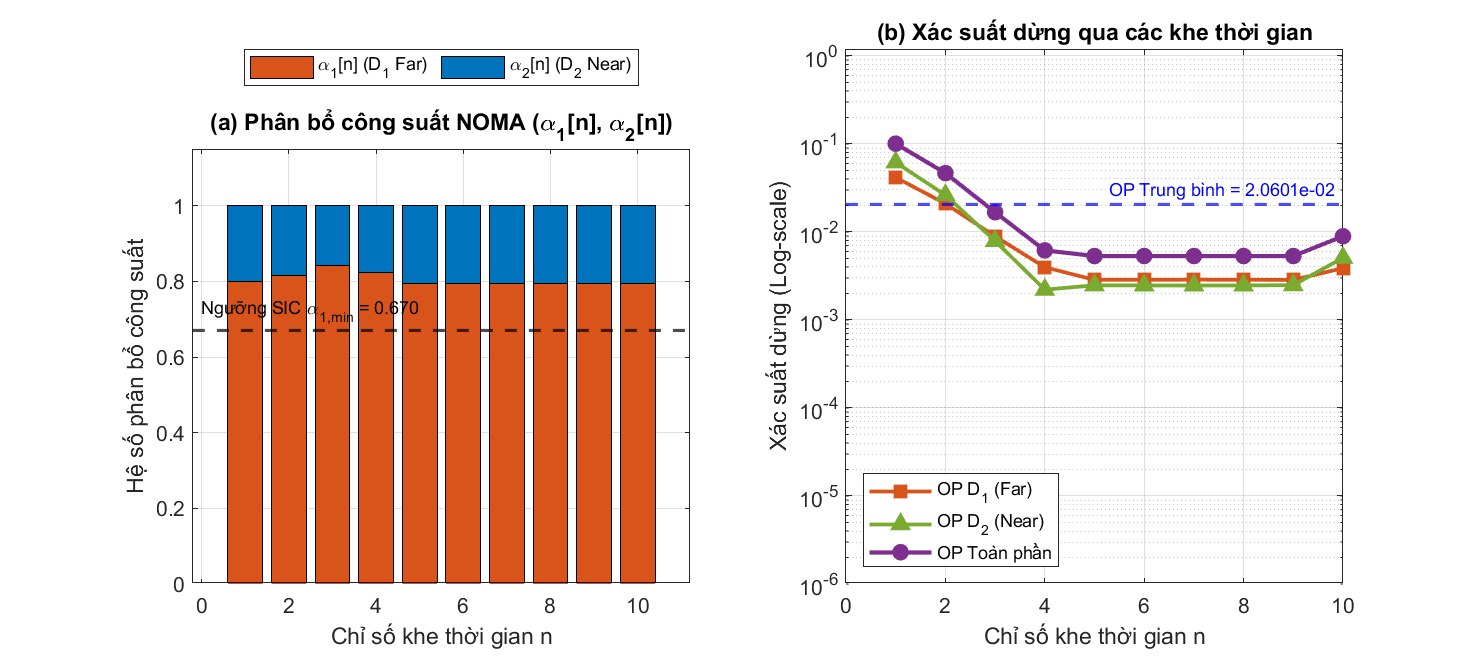 α1[n] (D1 Far) α2[n] (D2 Near)
(a) Phân bổ công suất NOMA (α1[n], α2[n])
Hệ số phân bổ công suất
1
0.8
0.6
0.4
0.2
0
Ngưỡng SIC α1,min = 0.670
0 2 4 6 8 10
Chỉ số khe thời gian n
(b) Xác suất dừng qua các khe thời gian
Xác suất dừng (Log-scale)
10^0
10^-1
10^-2
10^-3
10^-4
10^-5
10^-6
OP Trung bình = 2.0601e-02
OP D1 (Far)
OP D2 (Near)
OP Toàn phần
0 2 4 6 8 10
Chỉ số khe thời gian n